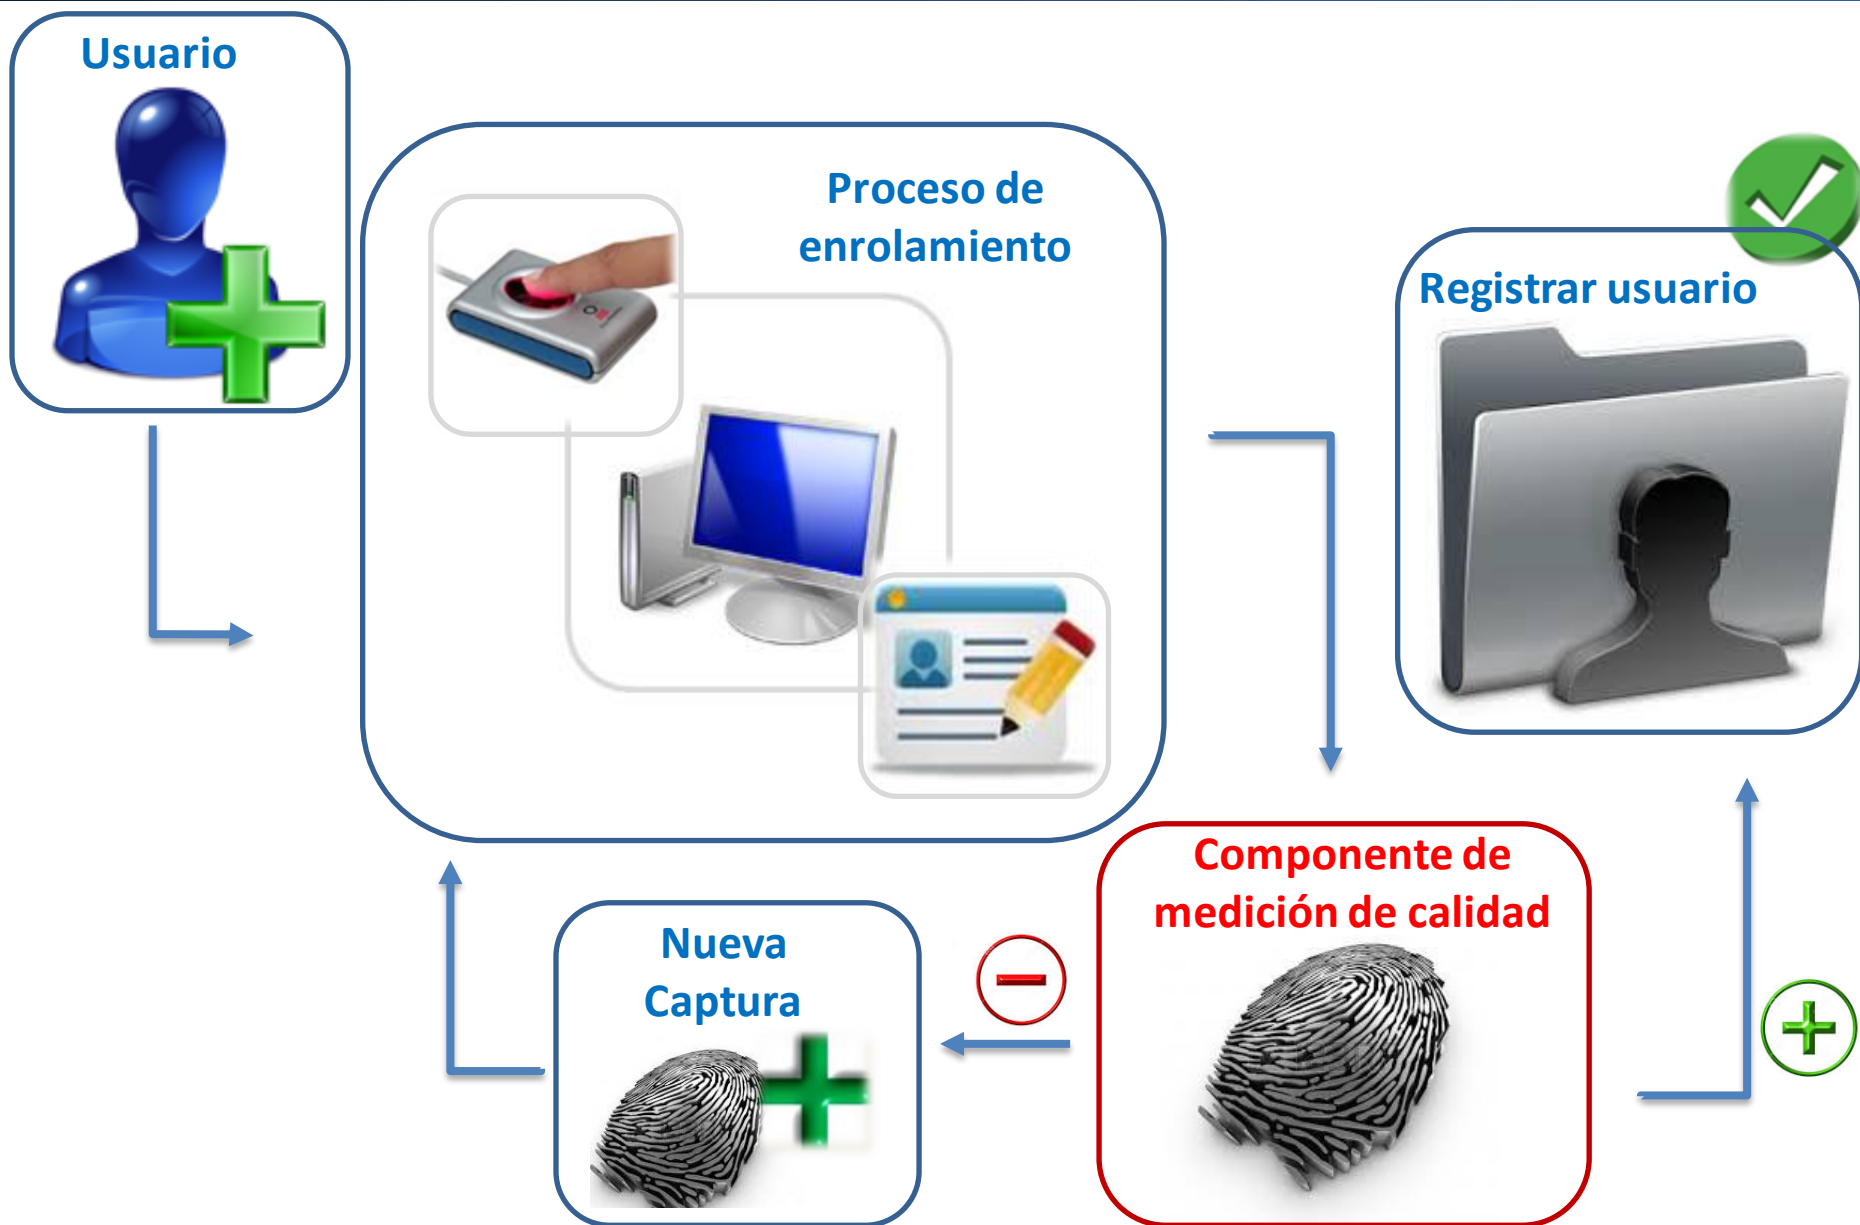 Usuario
Proceso de
enrolamiento
Registrar usuario
Componente de
medición de calidad
Nueva
Captura